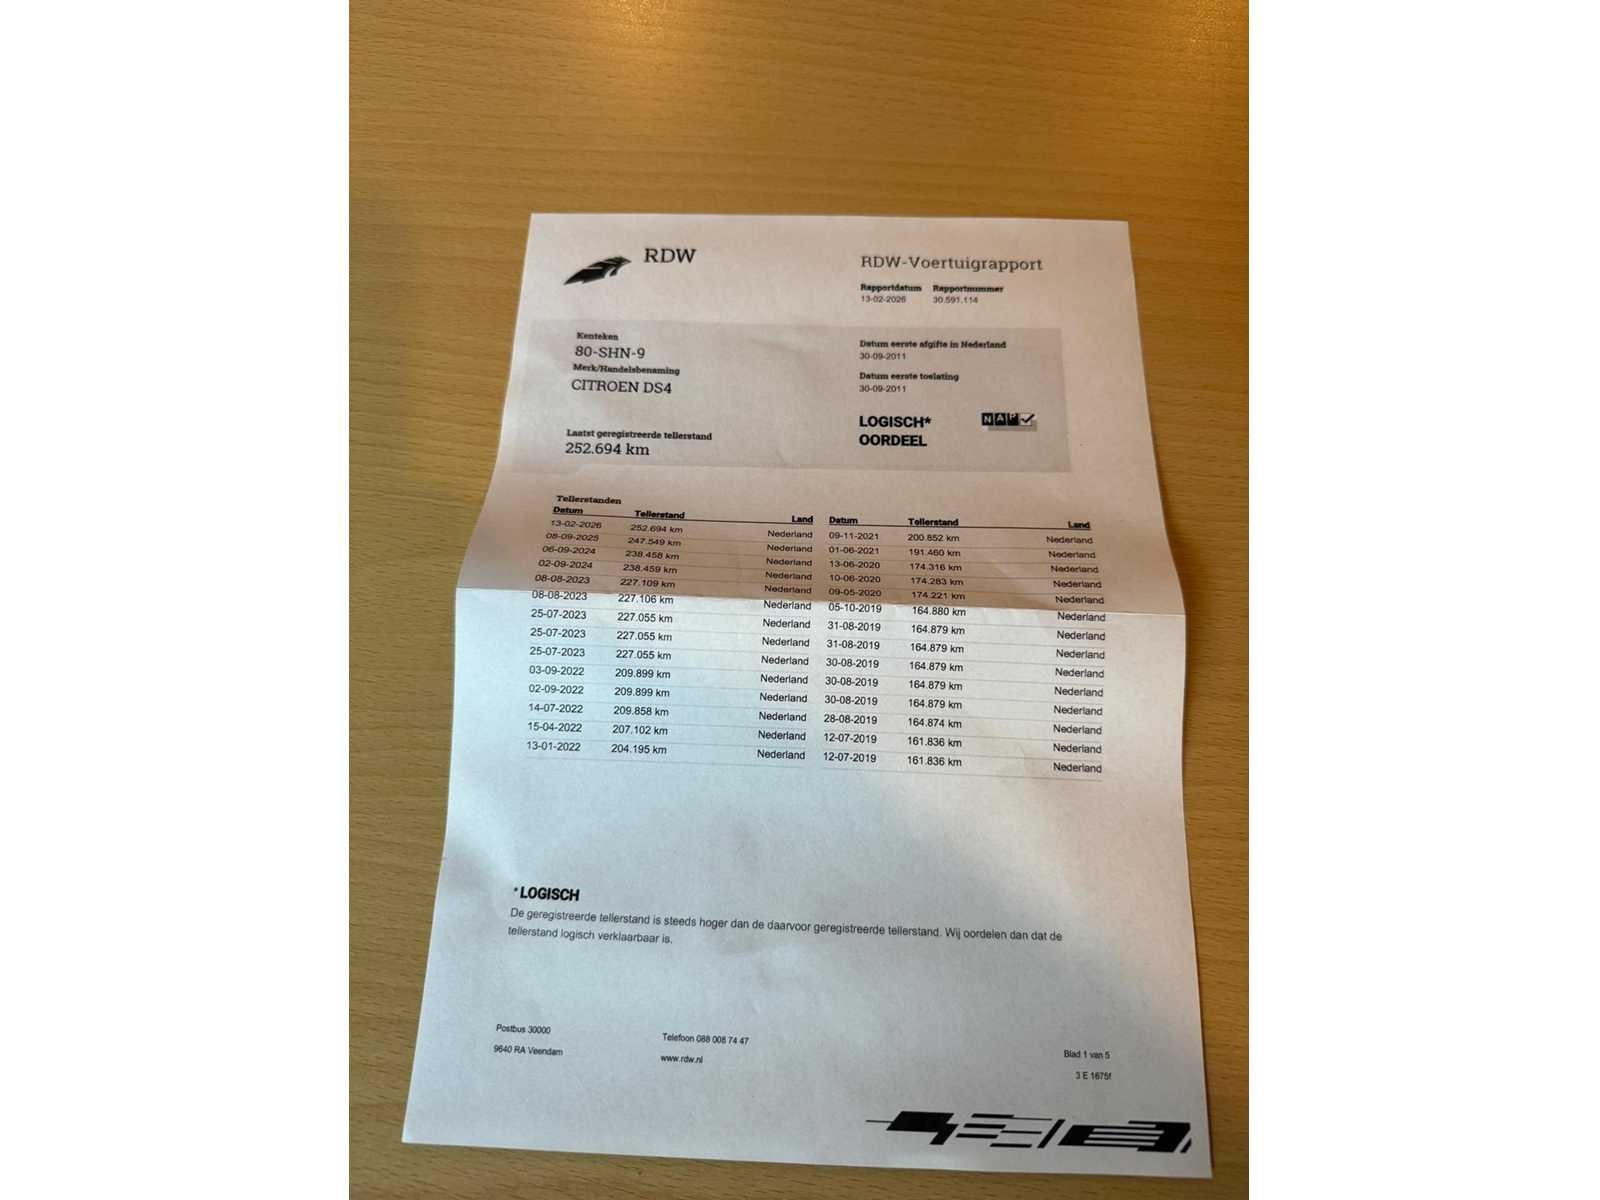 RDW
RDW-Voertuigrapport
Rapportdatum Rapportnummer
13-02-2026 30.591.114
Kenteken
80-SHN-9
Merk/Handelsbenaming
CITROEN DS4
Laatst geregistreerde tellerstand
252.694 km
Datum eerste afgifte in Nederland
30-09-2011
Datum eerste toelating
30-09-2011
LOGISCH*
OORDEEL
NAP
Tellerstanden
Datum Tellerstand Land
13-02-2026 252.694 km Nederland
08-09-2025 247.549 km Nederland
06-09-2024 238.458 km Nederland
02-09-2024 238.459 km Nederland
08-08-2023 227.109 km Nederland
08-08-2023 227.106 km Nederland
25-07-2023 227.055 km Nederland
25-07-2023 227.055 km Nederland
25-07-2023 227.055 km Nederland
03-09-2022 209.899 km Nederland
02-09-2022 209.899 km Nederland
14-07-2022 209.858 km Nederland
15-04-2022 207.102 km Nederland
13-01-2022 204.195 km Nederland
Datum Tellerstand Land
09-11-2021 200.852 km Nederland
01-06-2021 191.460 km Nederland
13-06-2020 174.316 km Nederland
10-06-2020 174.283 km Nederland
09-05-2020 174.221 km Nederland
05-10-2019 164.880 km Nederland
31-08-2019 164.879 km Nederland
31-08-2019 164.879 km Nederland
30-08-2019 164.879 km Nederland
30-08-2019 164.879 km Nederland
30-08-2019 164.879 km Nederland
28-08-2019 164.874 km Nederland
12-07-2019 161.836 km Nederland
12-07-2019 161.836 km Nederland
*LOGISCH
De geregistreerde tellerstand is steeds hoger dan de daarvoor geregistreerde tellerstand. Wij oordelen dan dat de
tellerstand logisch verklaarbaar is.
Postbus 30000
9640 RA Veendam
Telefoon 088 008 74 47
www.rdw.nl
Blad 1 van 5
3 E 1675f